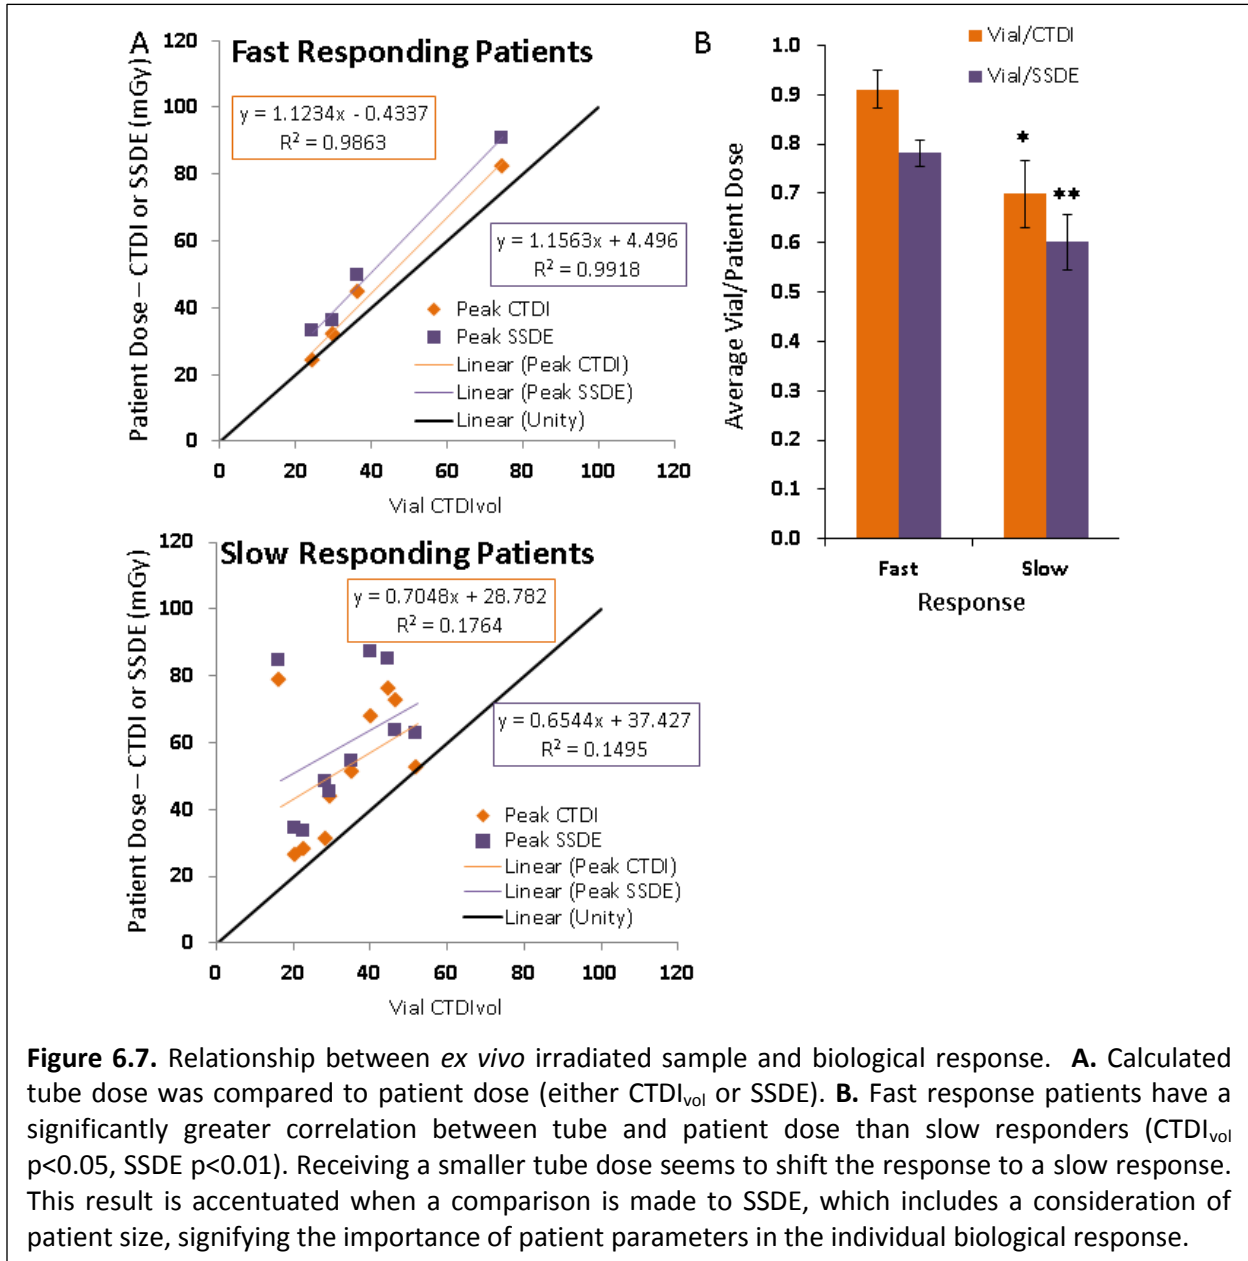 A
Fast Responding Patients
Patient Dose – CTDI or SSDE (mGy)
120
100
80
60
40
20
0
y = 1.1234x - 0.4337
R² = 0.9863
y = 1.1563x + 4.496
R² = 0.9918
Peak CTDI
Peak SSDE
Linear (Peak CTDI)
Linear (Peak SSDE)
Linear (Unity)
0 20 40 60 80 100 120
Vial CTDIvol
Slow Responding Patients
Patient Dose – CTDI or SSDE (mGy)
120
100
80
60
40
20
0
y = 0.7048x + 28.782
R² = 0.1764
y = 0.6544x + 37.427
R² = 0.1495
Peak CTDI
Peak SSDE
Linear (Peak CTDI)
Linear (Peak SSDE)
Linear (Unity)
0 20 40 60 80 100 120
Vial CTDIvol
B
Vial/CTDI
Vial/SSDE
Average Vial/Patient Dose
1.0
0.9
0.8
0.7
0.6
0.5
0.4
0.3
0.2
0.1
0.0
*
**
Fast Slow
Response
Figure 6.7. Relationship between ex vivo irradiated sample and biological response. A. Calculated
tube dose was compared to patient dose (either CTDIvol or SSDE). B. Fast response patients have a
significantly greater correlation between tube and patient dose than slow responders (CTDIvol
p<0.05, SSDE p<0.01). Receiving a smaller tube dose seems to shift the response to a slow response.
This result is accentuated when a comparison is made to SSDE, which includes a consideration of
patient size, signifying the importance of patient parameters in the individual biological response.